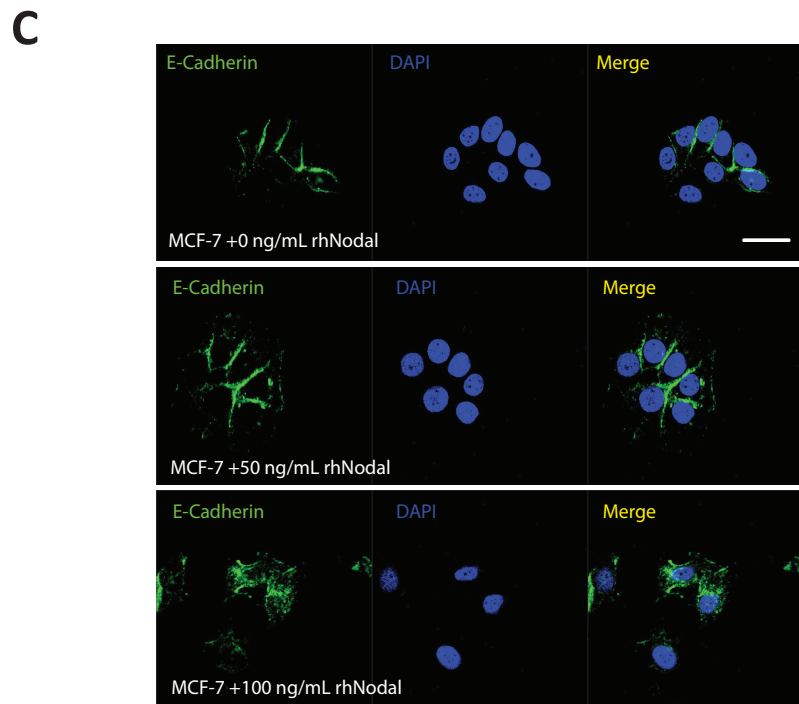 C
E-Cadherin DAPI Merge
MCF-7 +0 ng/mL rhNodal
E-Cadherin DAPI Merge
MCF-7 +50 ng/mL rhNodal
E-Cadherin DAPI Merge
MCF-7 +100 ng/mL rhNodal